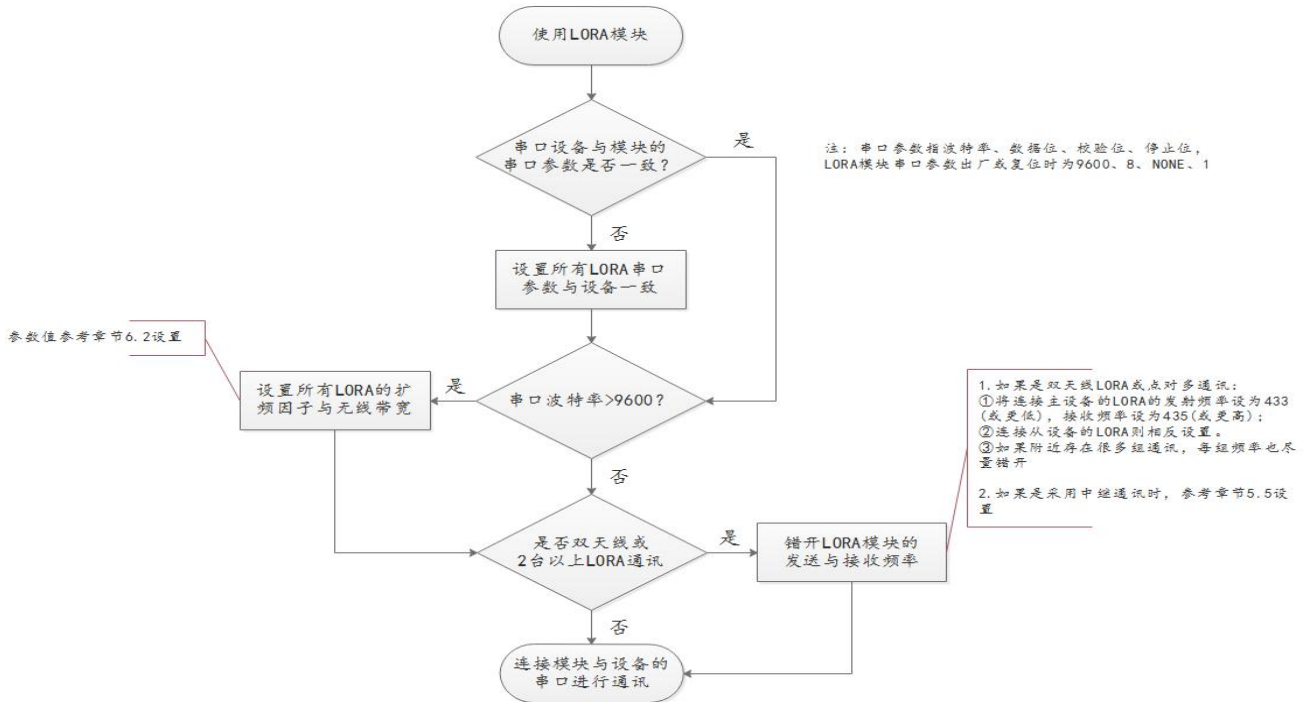 使用LORA模块
串口设备与模块的
串口参数是否一致？
是
注：串口参数指波特率、数据位、校验位、停止位，
LORA模块串口参数出厂或复位时为9600、8、NONE、1
否
设置所有LORA串口
参数与设备一致
参数值参考章节6.2设置
设置所有LORA的扩
频因子与无线带宽
是
串口波特率>9600？
1.如果是双天线LORA或点对多通讯：
①将连接主设备的LORA的发射频率设为433
(或更低)，接收频率设为435(或更高)；
②连接从设备的LORA则相反设置。
③如果附近存在很多组通讯，每组频率也尽
量错开
2.如果是采用中继通讯时，参考章节5.5设
置
否
是否双天线或
2台以上LORA通讯
是
错开LORA模块的
发送与接收频率
否
连接模块与设备的
串口进行通讯